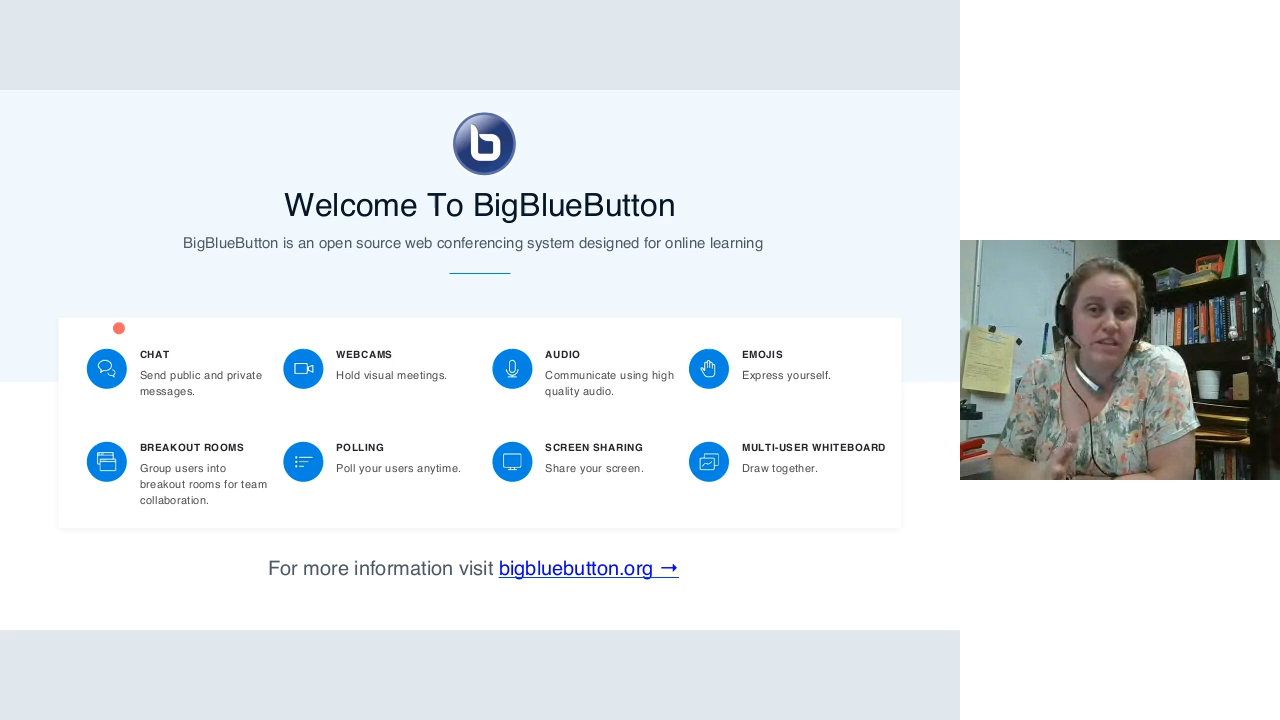 Welcome To BigBlueButton
BigBlueButton is an open source web conferencing system designed for online learning
CHAT
Send public and private
messages.
WEBCAMS
Hold visual meetings.
AUDIO
Communicate using high
quality audio.
EMOJIS
Express yourself.
BREAKOUT ROOMS
Group users into
breakout rooms for team
collaboration.
POLLING
Poll your users anytime.
SCREEN SHARING
Share your screen.
MULTI-USER WHITEBOARD
Draw together.
For more information visit bigbluebutton.org →